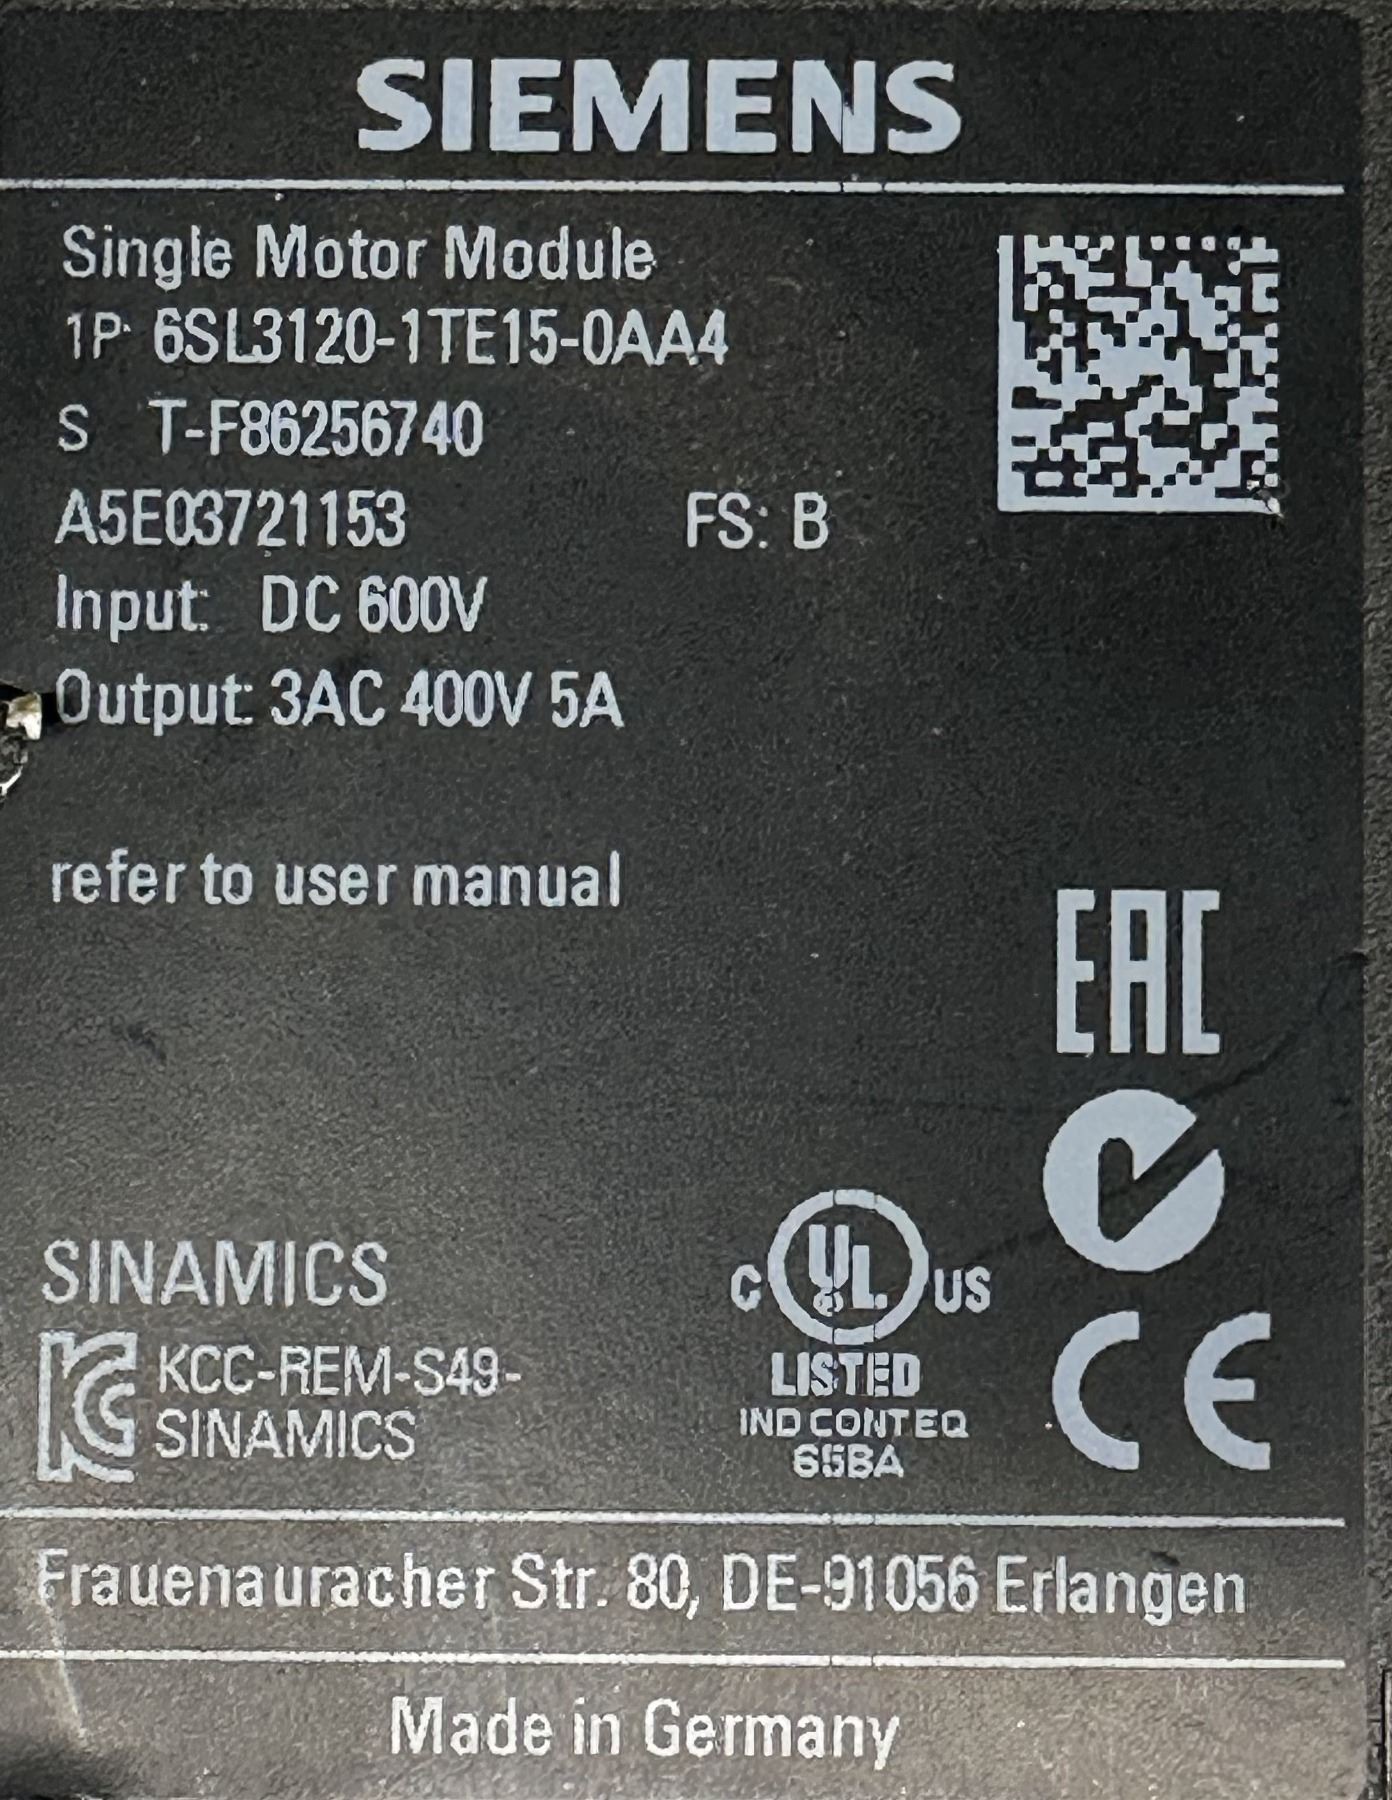 SIEMENS
Single Motor Module
1P 6SL3120-1TE15-0AA4
S T-F86256740
A5E03721153 FS: B
Input: DC 600V
Output: 3AC 400V 5A
refer to user manual
EAC
SINAMICS
C UL US
LISTED
IND CONT EQ
65BA
KCC-REM-S49-
SINAMICS
CE
Frauenauracher Str. 80, DE-91056 Erlangen
Made in Germany